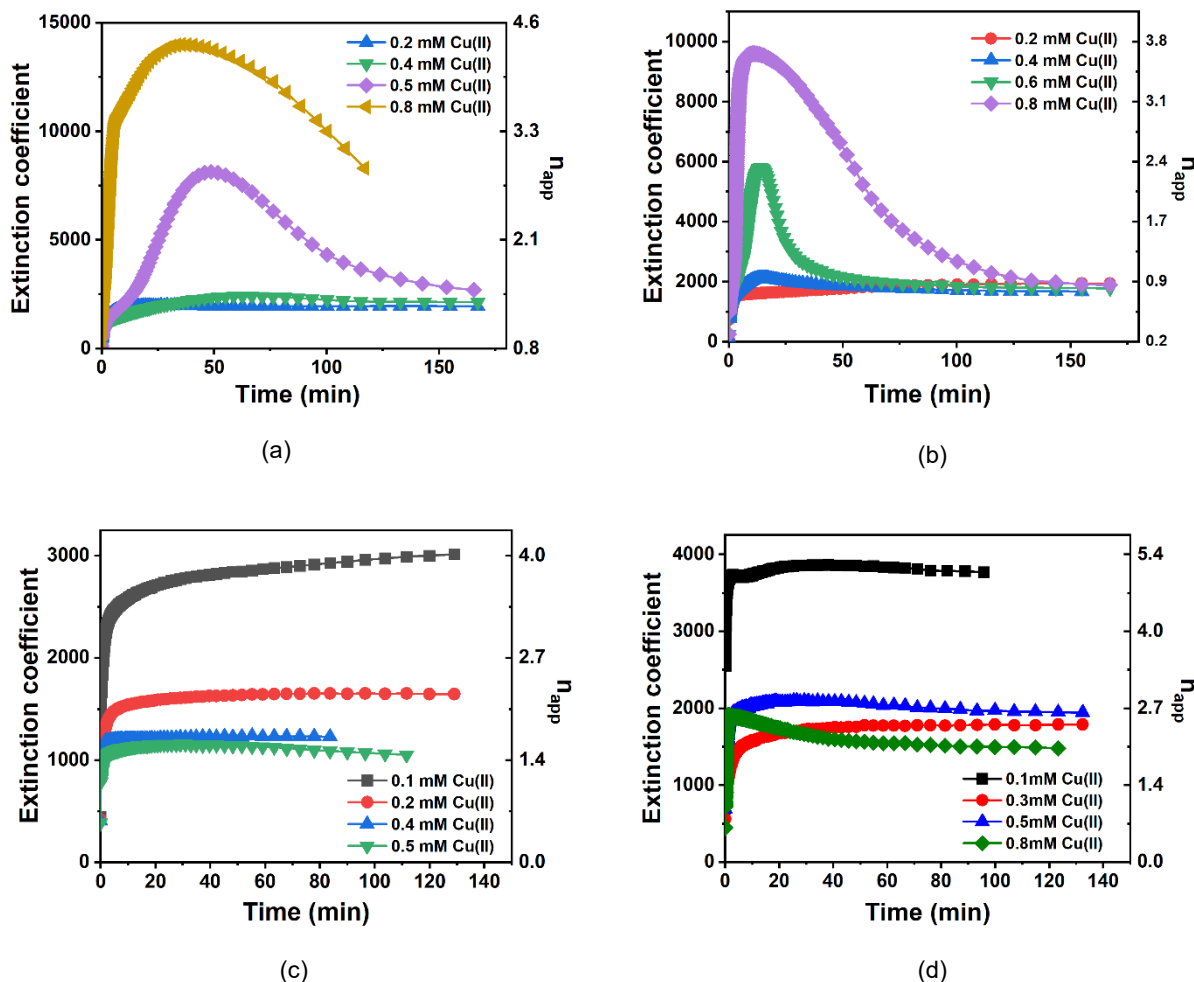 15000
10000
5000
0
Extinction coefficient
0.2 mM Cu(II)
0.4 mM Cu(II)
0.5 mM Cu(II)
0.8 mM Cu(II)
4.6
3.3
2.1
0.8
n_app
0 50 100 150
Time (min)
(a)
10000
8000
6000
4000
2000
0
Extinction coefficient
0.2 mM Cu(II)
0.4 mM Cu(II)
0.6 mM Cu(II)
0.8 mM Cu(II)
3.8
3.1
2.4
1.7
0.9
0.2
n_app
0 50 100 150
Time (min)
(b)
3000
2000
1000
0
Extinction coefficient
0.1 mM Cu(II)
0.2 mM Cu(II)
0.4 mM Cu(II)
0.5 mM Cu(II)
4.0
2.7
1.4
0.0
n_app
0 20 40 60 80 100 120 140
Time (min)
(c)
4000
3000
2000
1000
0
Extinction coefficient
0.1mM Cu(II)
0.3mM Cu(II)
0.5mM Cu(II)
0.8mM Cu(II)
5.4
4.0
2.7
1.4
0.0
n_app
0 20 40 60 80 100 120 140
Time (min)
(d)